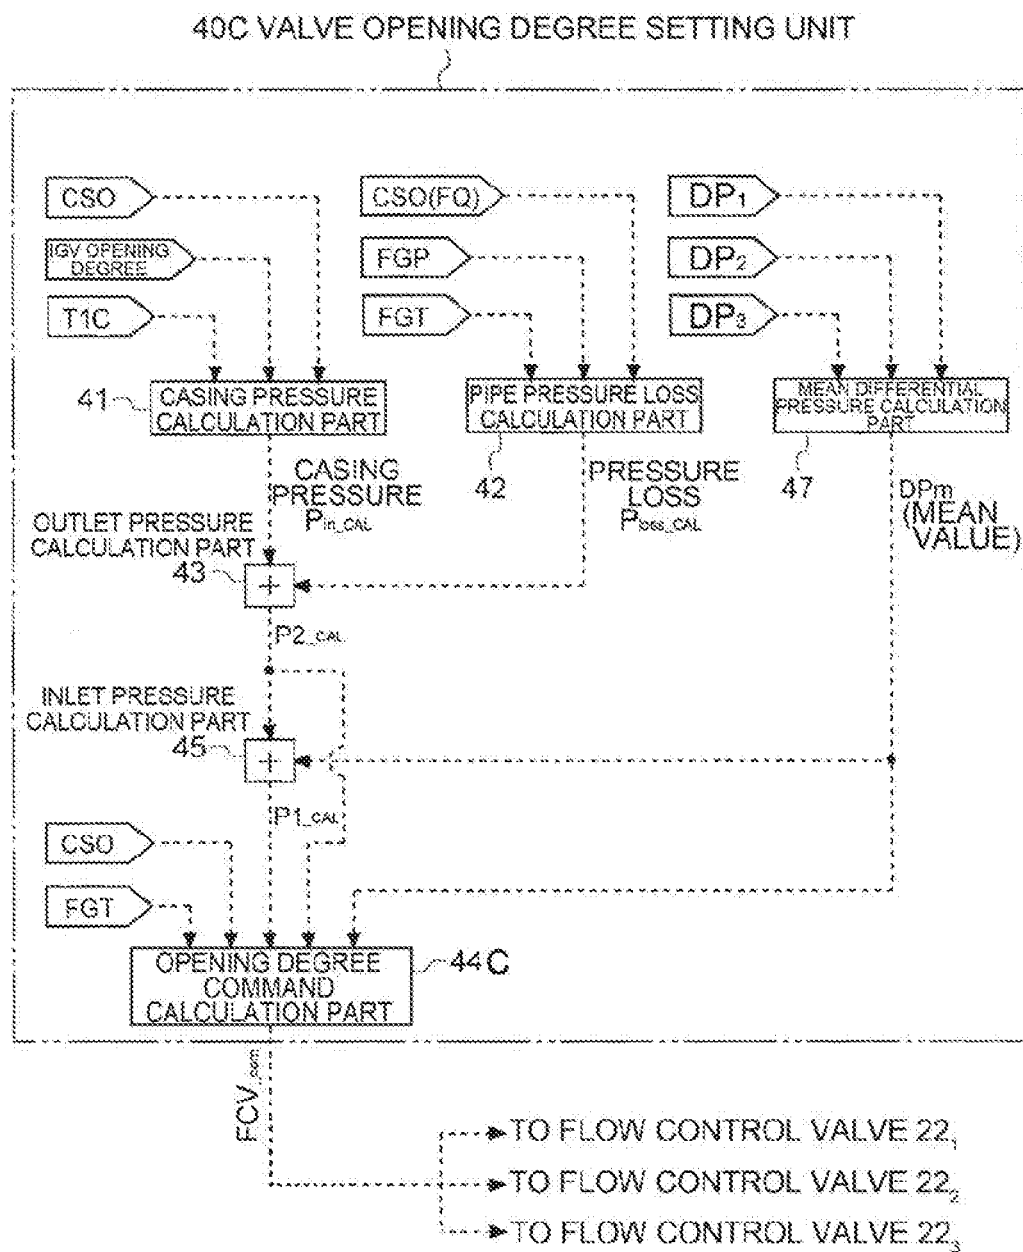 40C VALVE OPENING DEGREE SETTING UNIT
CSO
CSO(FQ)
DP1
IGV OPENING
DEGREE
FGP
DP2
T1C
FGT
DP3
41
CASING PRESSURE
CALCULATION PART
PIPE PRESSURE LOSS
CALCULATION PART
MEAN DIFFERENTIAL
PRESSURE CALCULATION
PART
42
47
CASING
PRESSURE
Pin_CAL
PRESSURE
LOSS
Ploss_CAL
DPm
(MEAN
VALUE)
OUTLET PRESSURE
CALCULATION PART
43
+
P2_CAL
INLET PRESSURE
CALCULATION PART
45
+
P1_CAL
CSO
FGT
OPENING DEGREE
COMMAND
CALCULATION PART
44C
FCV_com
TO FLOW CONTROL VALVE 221
TO FLOW CONTROL VALVE 222
TO FLOW CONTROL VALVE 223